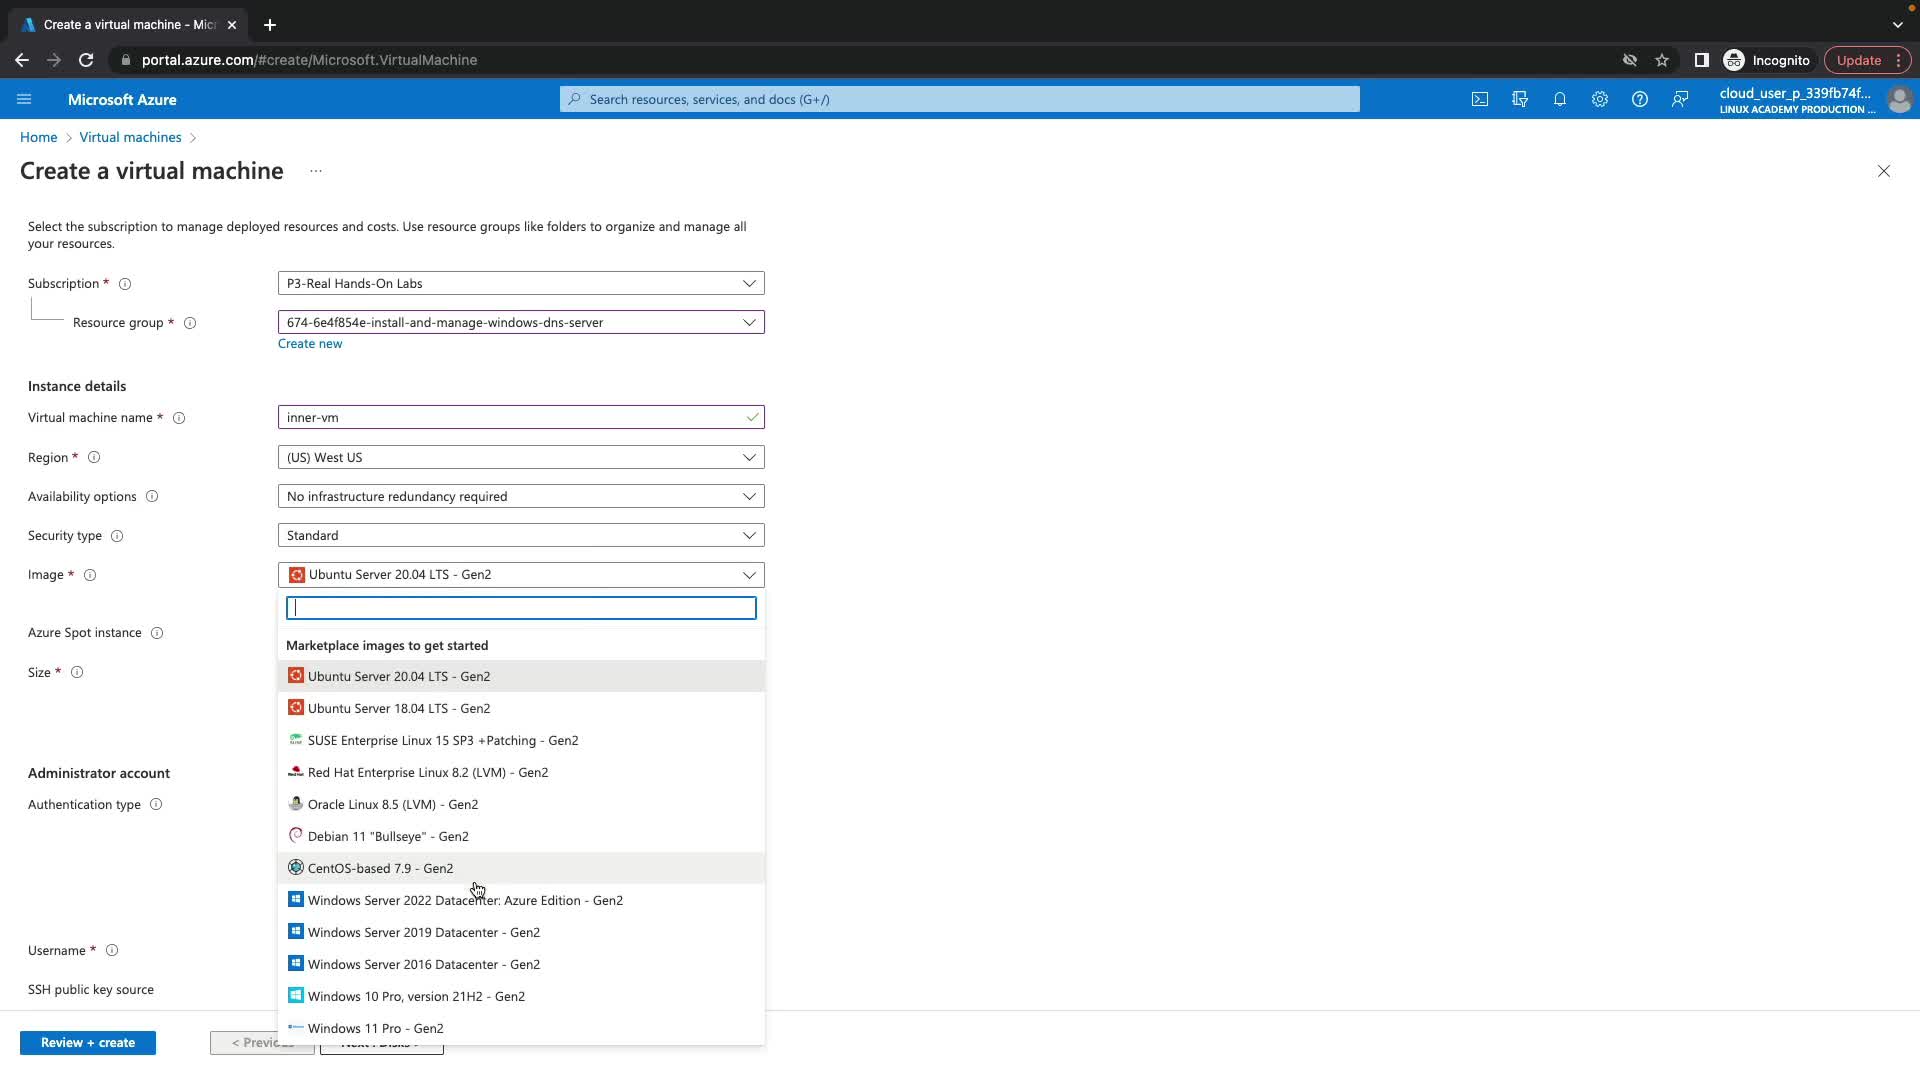 Create a virtual machine - Mic
portal.azure.com/#create/Microsoft.VirtualMachine
Incognito
Update
Microsoft Azure
Search resources, services, and docs (G+/)
cloud_user_p_339fb74f...
LINUX ACADEMY PRODUCTION ...
Home > Virtual machines >
Create a virtual machine ...
Select the subscription to manage deployed resources and costs. Use resource groups like folders to organize and manage all
your resources.
Subscription *
P3-Real Hands-On Labs
Resource group *
674-6e4f854e-install-and-manage-windows-dns-server
Create new
Instance details
Virtual machine name *
inner-vm
Region *
(US) West US
Availability options
No infrastructure redundancy required
Security type
Standard
Image *
Ubuntu Server 20.04 LTS - Gen2
Azure Spot instance
Marketplace images to get started
Size *
Ubuntu Server 20.04 LTS - Gen2
Ubuntu Server 18.04 LTS - Gen2
SUSE Enterprise Linux 15 SP3 +Patching - Gen2
Administrator account
Red Hat Enterprise Linux 8.2 (LVM) - Gen2
Authentication type
Oracle Linux 8.5 (LVM) - Gen2
Debian 11 "Bullseye" - Gen2
CentOS-based 7.9 - Gen2
Windows Server 2022 Datacenter: Azure Edition - Gen2
Windows Server 2019 Datacenter - Gen2
Username *
Windows Server 2016 Datacenter - Gen2
SSH public key source
Windows 10 Pro, version 21H2 - Gen2
Windows 11 Pro - Gen2
Review + create
< Previous